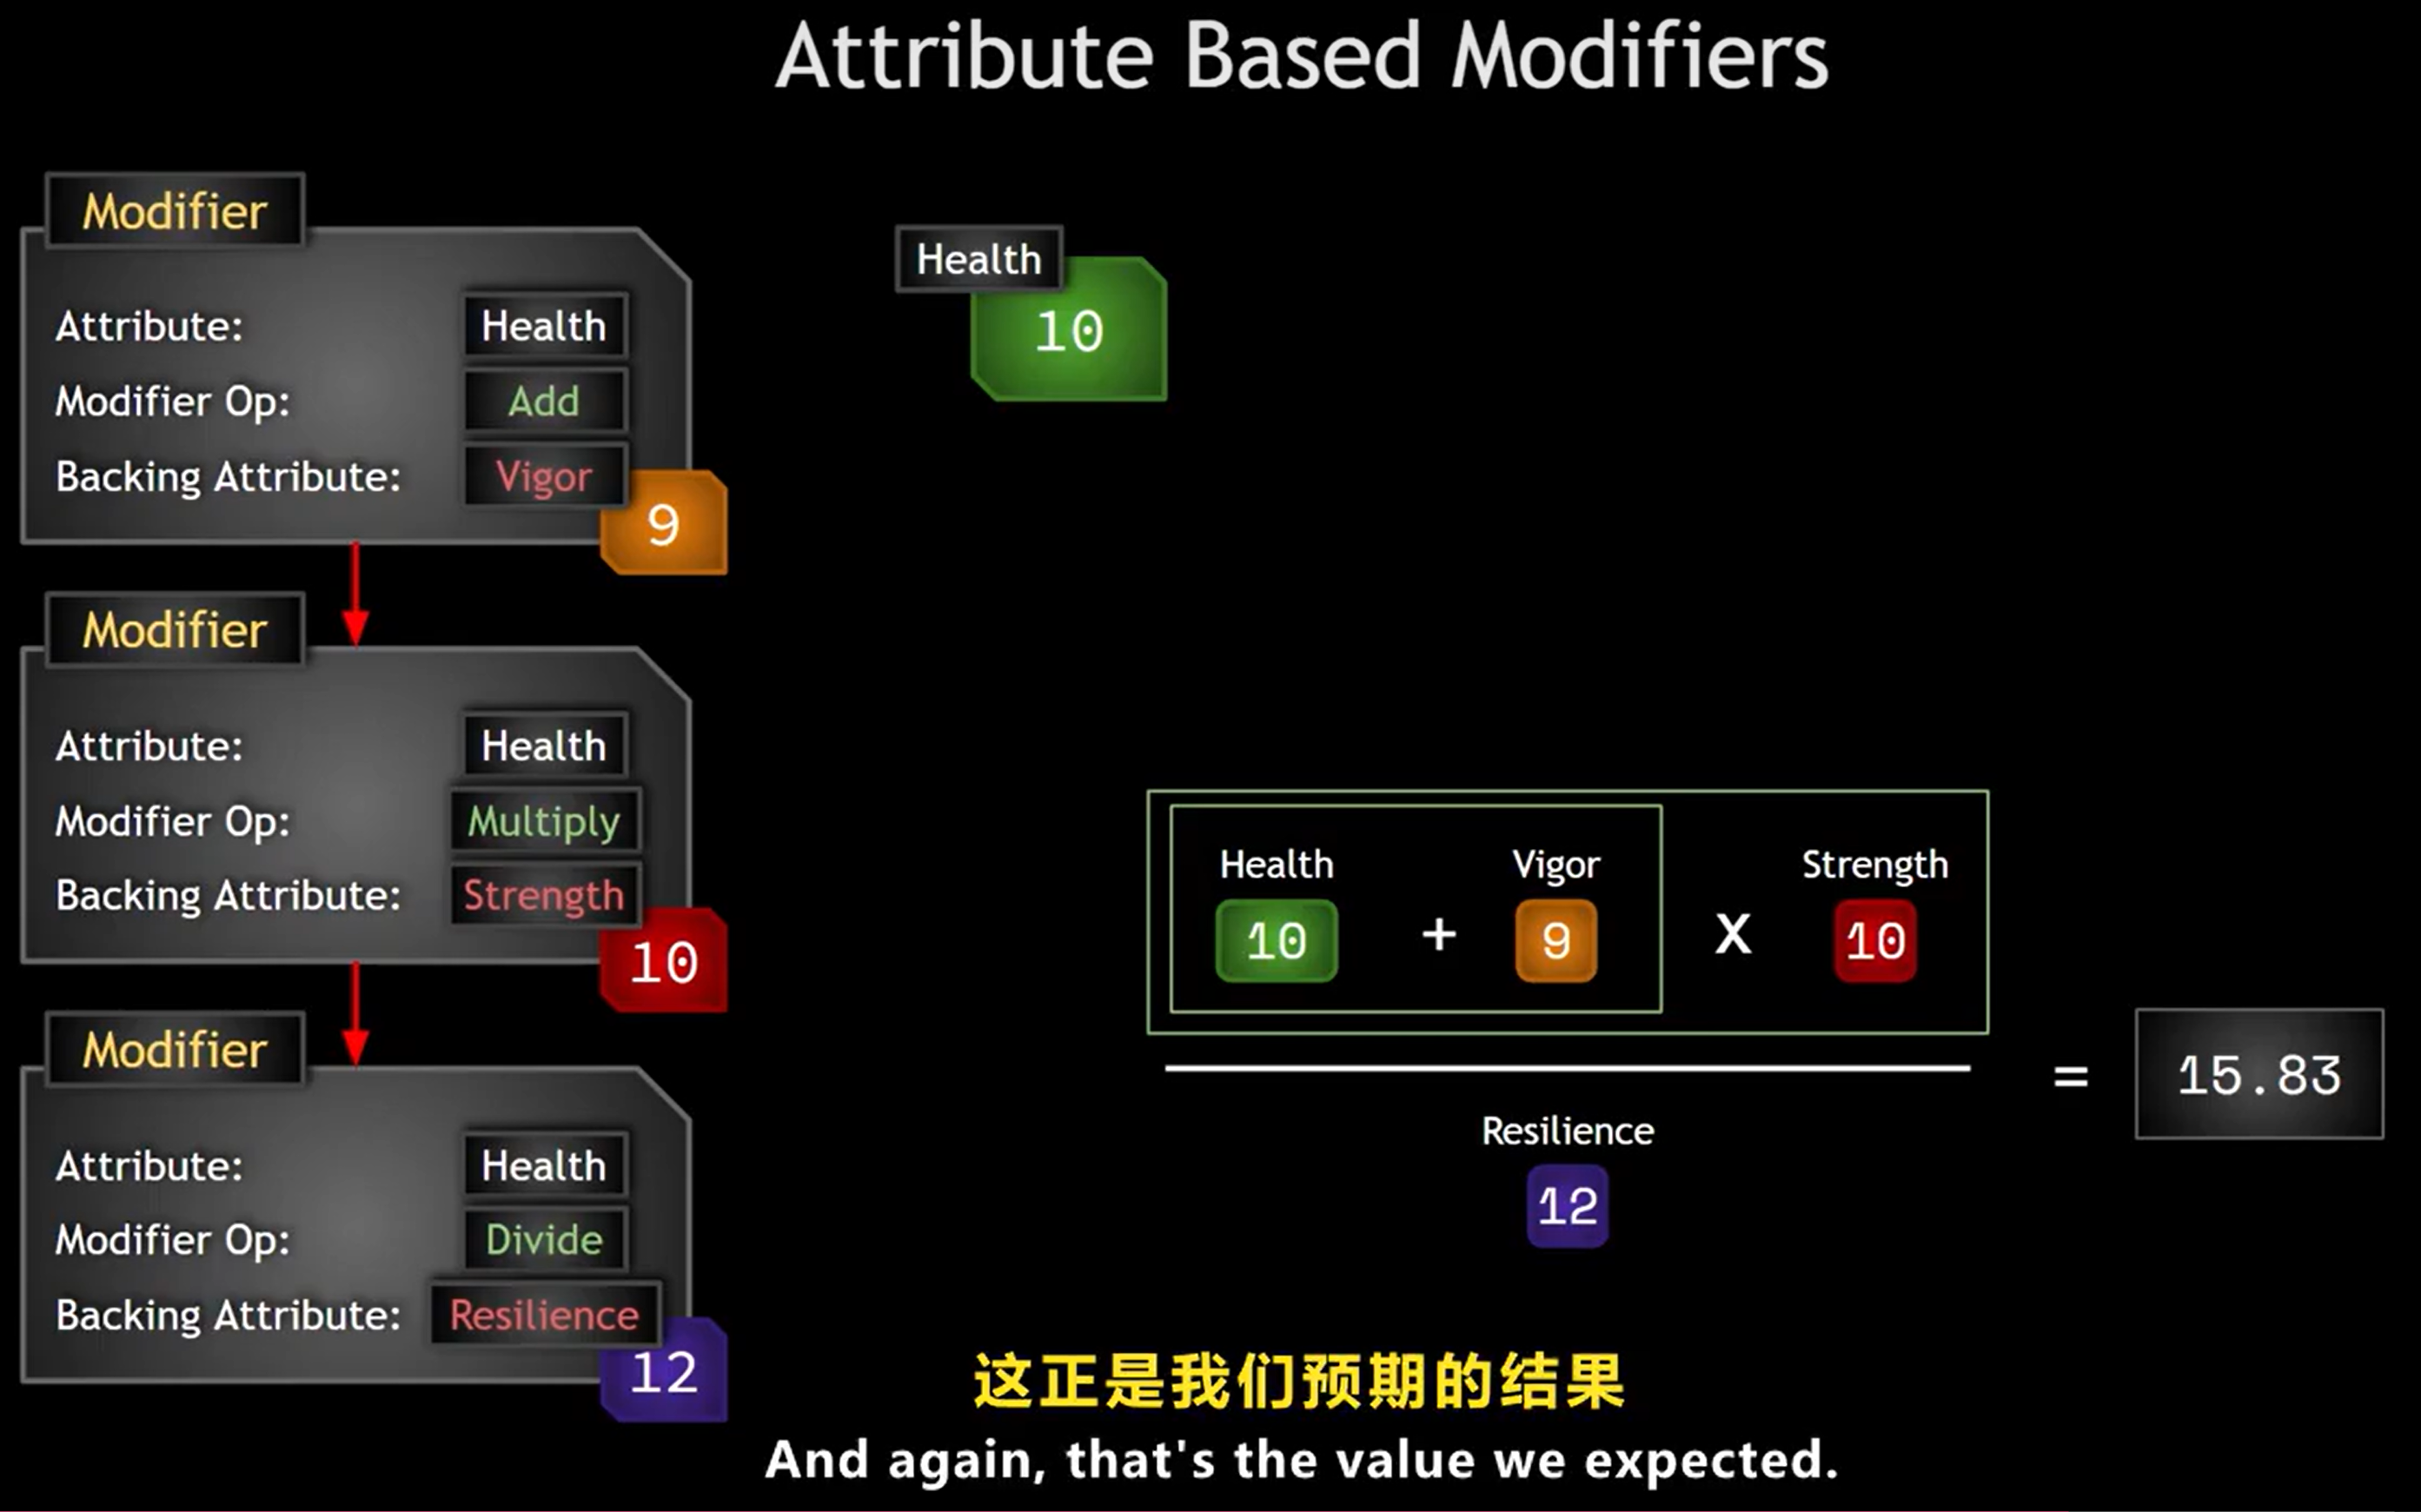 Attribute Based Modifiers
Modifier
Attribute: Health
Modifier Op: Add
Backing Attribute: Vigor
9
Modifier
Attribute: Health
Modifier Op: Multiply
Backing Attribute: Strength
10
Modifier
Attribute: Health
Modifier Op: Divide
Backing Attribute: Resilience
12
Health
10
Health Vigor Strength
10 + 9 X 10
= 15.83
Resilience
12
这正是我们预期的结果
And again, that's the value we expected.